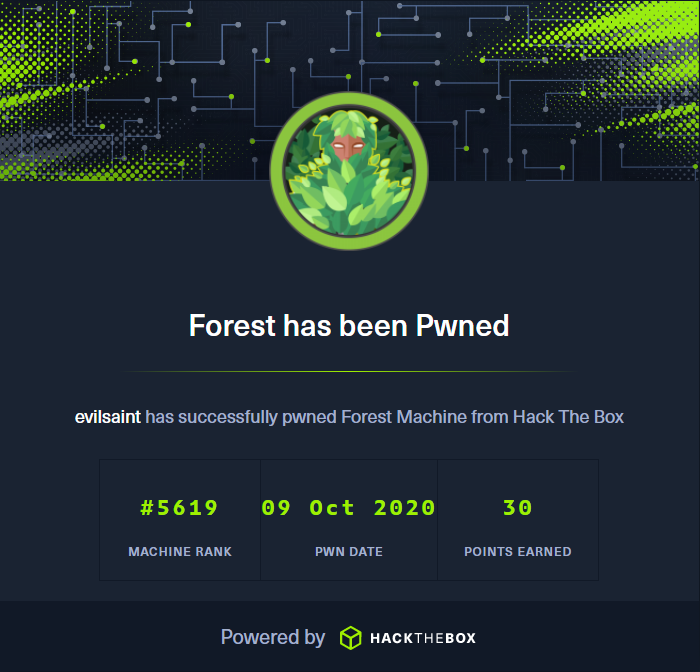 Forest has been Pwned
evilsaint has successfully pwned Forest Machine from Hack The Box
#5619 09 Oct 2020 30
MACHINE RANK PWN DATE POINTS EARNED
Powered by HACKTHEBOX